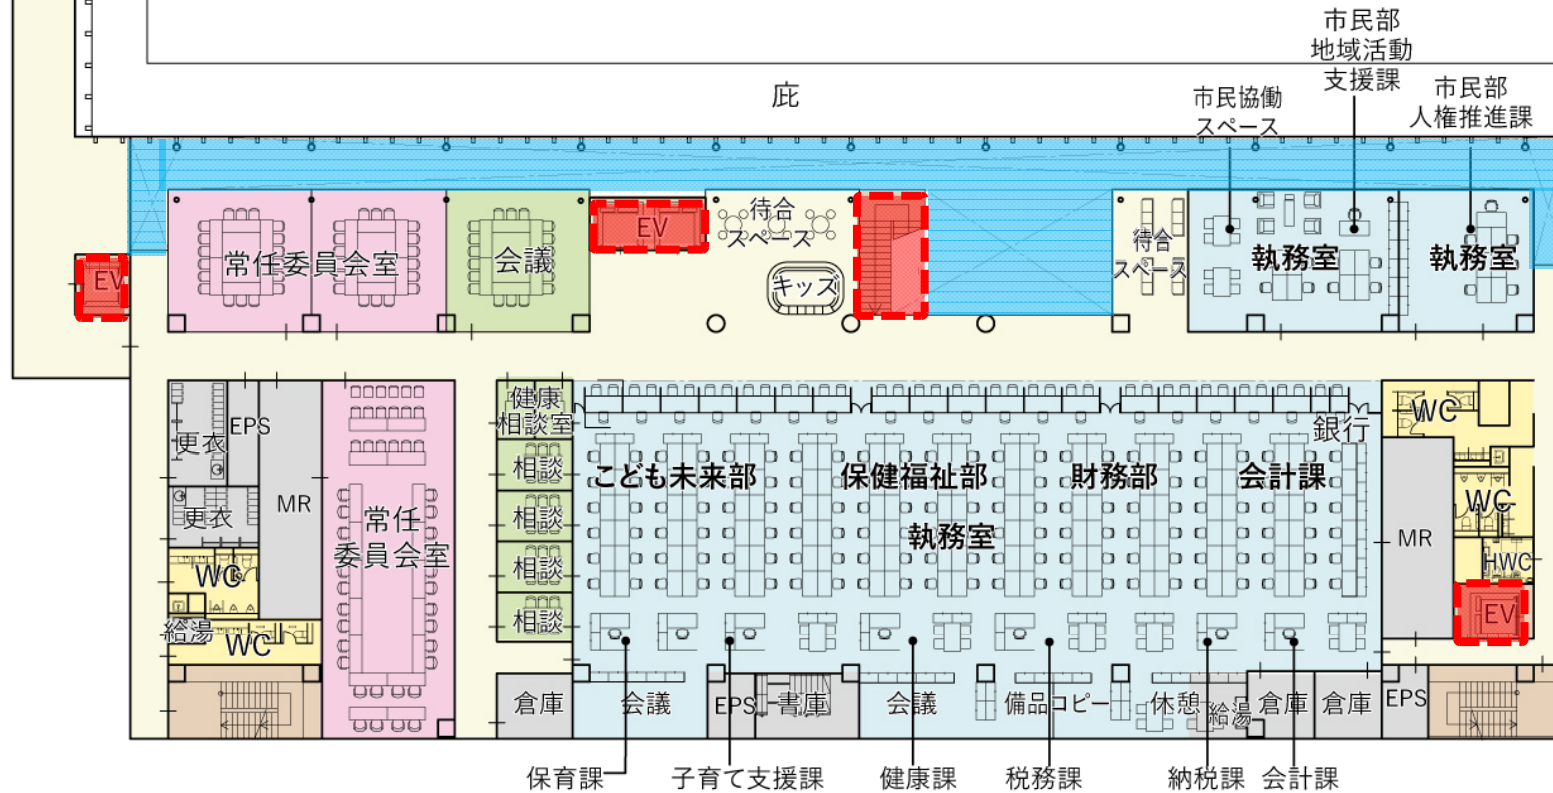 市民部
地域活動
支援課
庇
市民協働
スペース
市民部
人権推進課
EV
常任委員会室
会議
EV
待合
スペース
キッズ
待合
スペース
執務室
執務室
更衣
EPS
更衣
MR
WC
給湯
WC
常任
委員会室
健康
相談室
相談
相談
相談
相談
こども未来部
保健福祉部
財務部
会計課
執務室
銀行
WC
MR
WC
HWC
EV
倉庫
会議
EPS
書庫
会議
備品コピー
休憩
給湯
倉庫
倉庫
EPS
保育課
子育て支援課
健康課
税務課
納税課
会計課